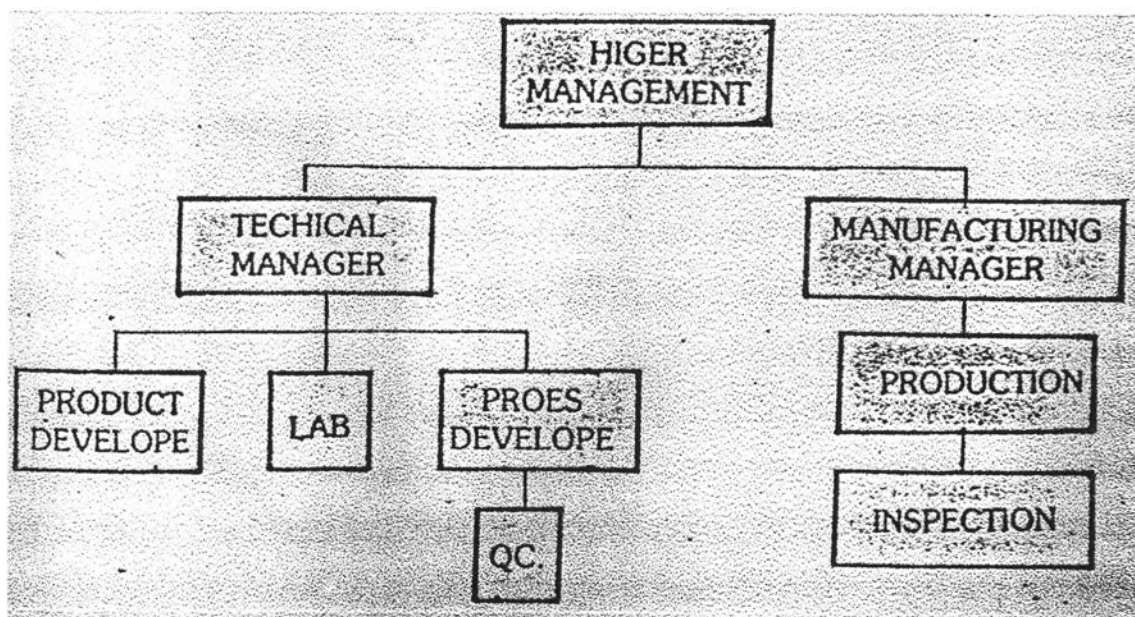 HIGER
MANAGEMENT
TECHICAL
MANAGER
MANUFACTURING
MANAGER
PRODUCT
DEVELOPE
LAB
PROES
DEVELOPE
PRODUCTION
QC.
INSPECTION